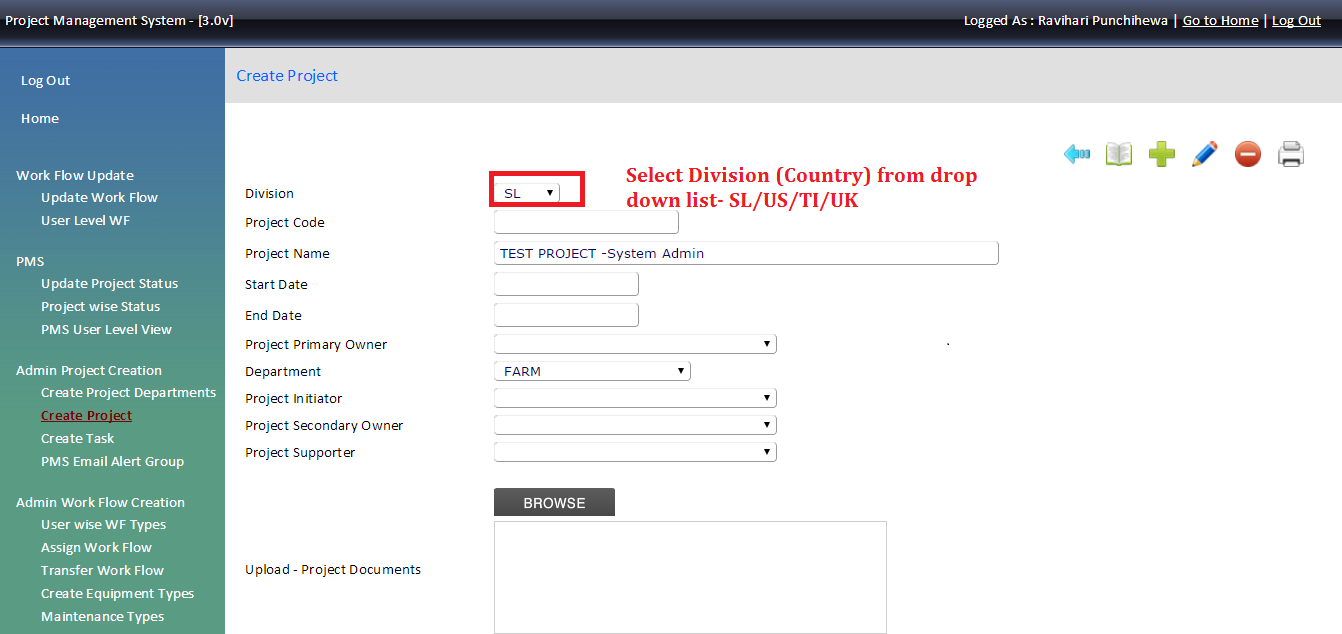 Project Management System - [3.0v]
Logged As : Ravihari Punchihewa | Go to Home | Log Out
Log Out
Home
Work Flow Update
Update Work Flow
User Level WF
PMS
Update Project Status
Project wise Status
PMS User Level View
Admin Project Creation
Create Project Departments
Create Project
Create Task
PMS Email Alert Group
Admin Work Flow Creation
User wise WF Types
Assign Work Flow
Transfer Work Flow
Create Equipment Types
Maintenance Types
Create Project
Division
SL
Select Division (Country) from drop
down list- SL/US/TI/UK
Project Code
Project Name
TEST PROJECT -System Admin
Start Date
End Date
Project Primary Owner
Department
FARM
Project Initiator
Project Secondary Owner
Project Supporter
BROWSE
Upload - Project Documents